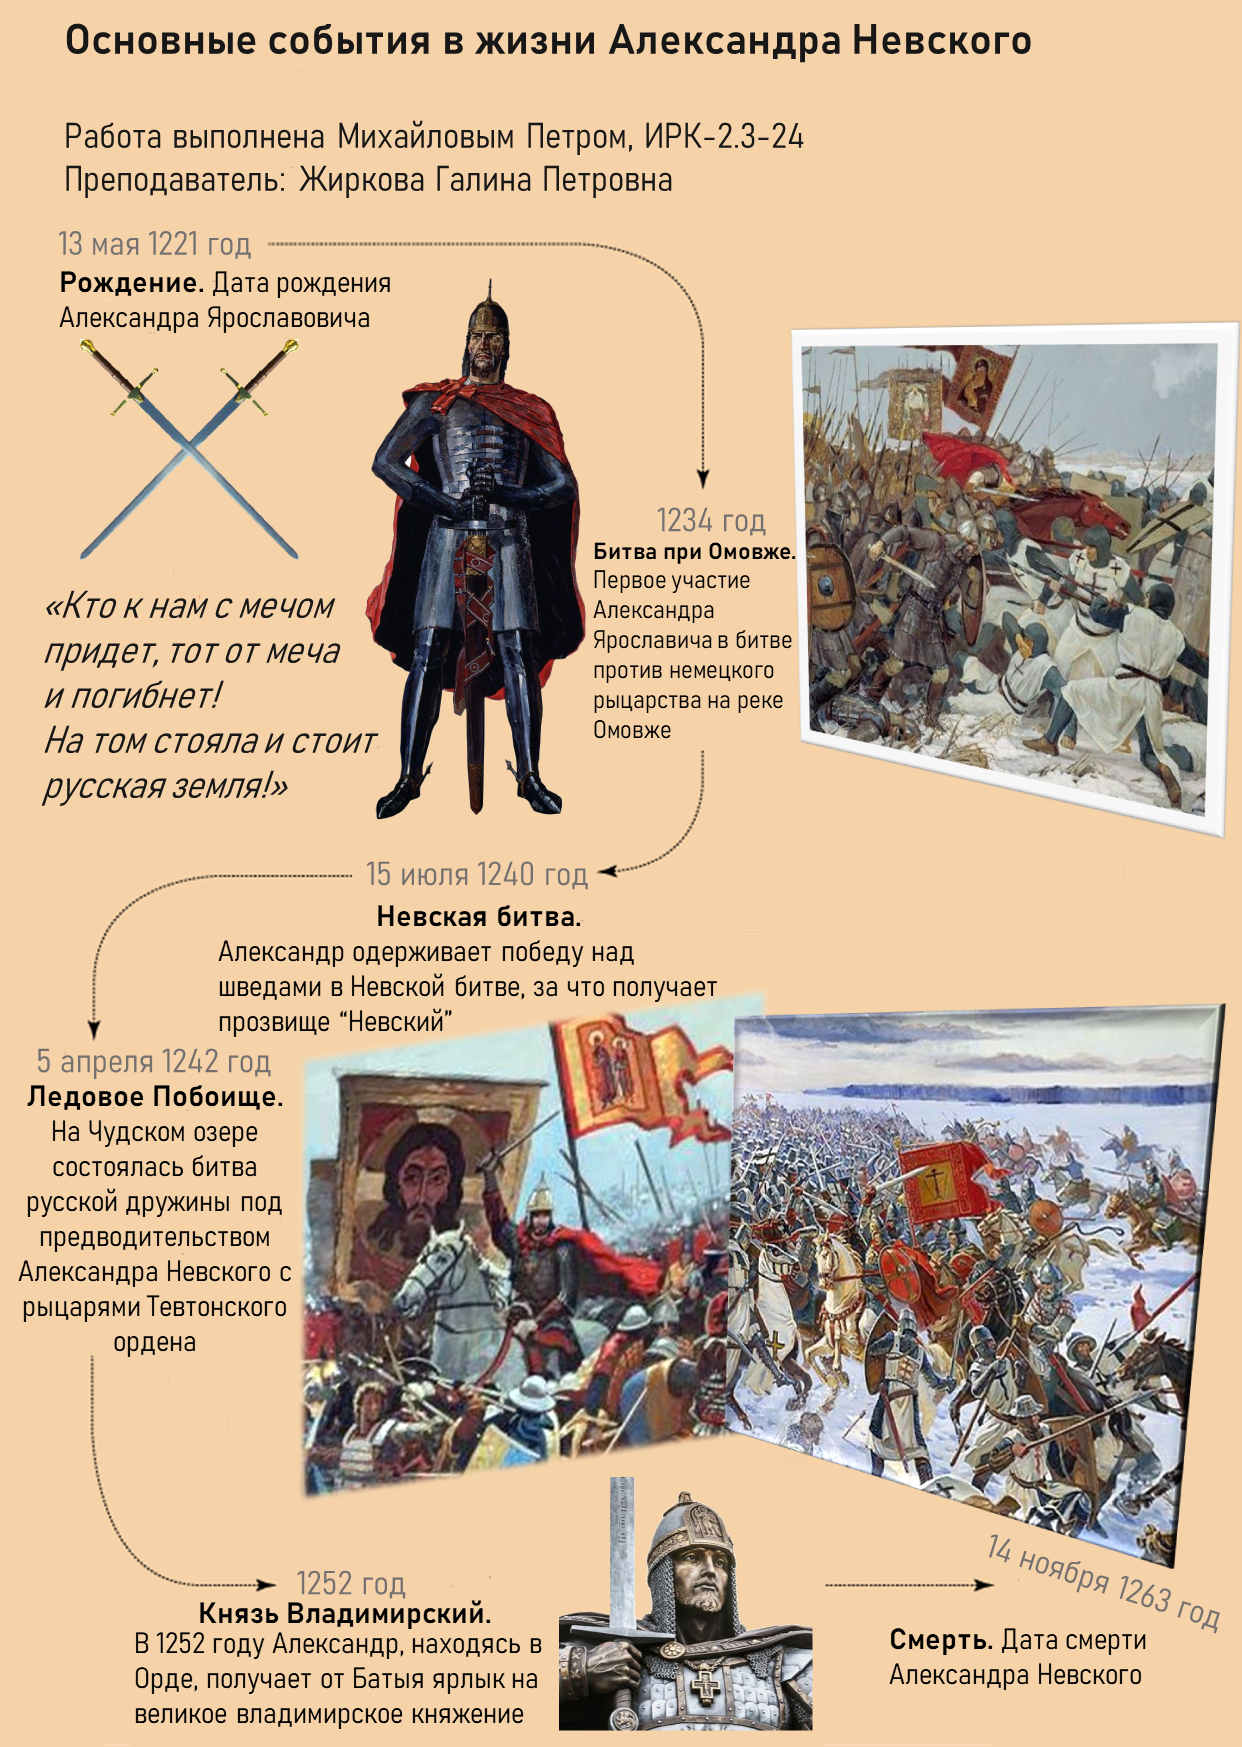 Основные события в жизни Александра Невского
Работа выполнена Михайловым Петром, ИРК-2.3-24
Преподаватель: Жиркова Галина Петровна
13 мая 1221 год
Рождение. Дата рождения
Александра Ярославовича
«Кто к нам с мечом
придет, тот от меча
и погибнет!
На том стояла и стоит
русская земля!»
1234 год
Битва при Омовже.
Первое участие
Александра
Ярославича в битве
против немецкого
рыцарства на реке
Омовже
15 июля 1240 год
Невская битва.
Александр одерживает победу над
шведами в Невской битве, за что получает
прозвище “Невский”
5 апреля 1242 год
Ледовое Побоище.
На Чудском озере
состоялась битва
русской дружины под
предводительством
Александра Невского с
рыцарями Тевтонского
ордена
1252 год
Князь Владимирский.
В 1252 году Александр, находясь в
Орде, получает от Батыя ярлык на
великое владимирское княжение
14 ноября 1263 год
Смерть. Дата смерти
Александра Невского